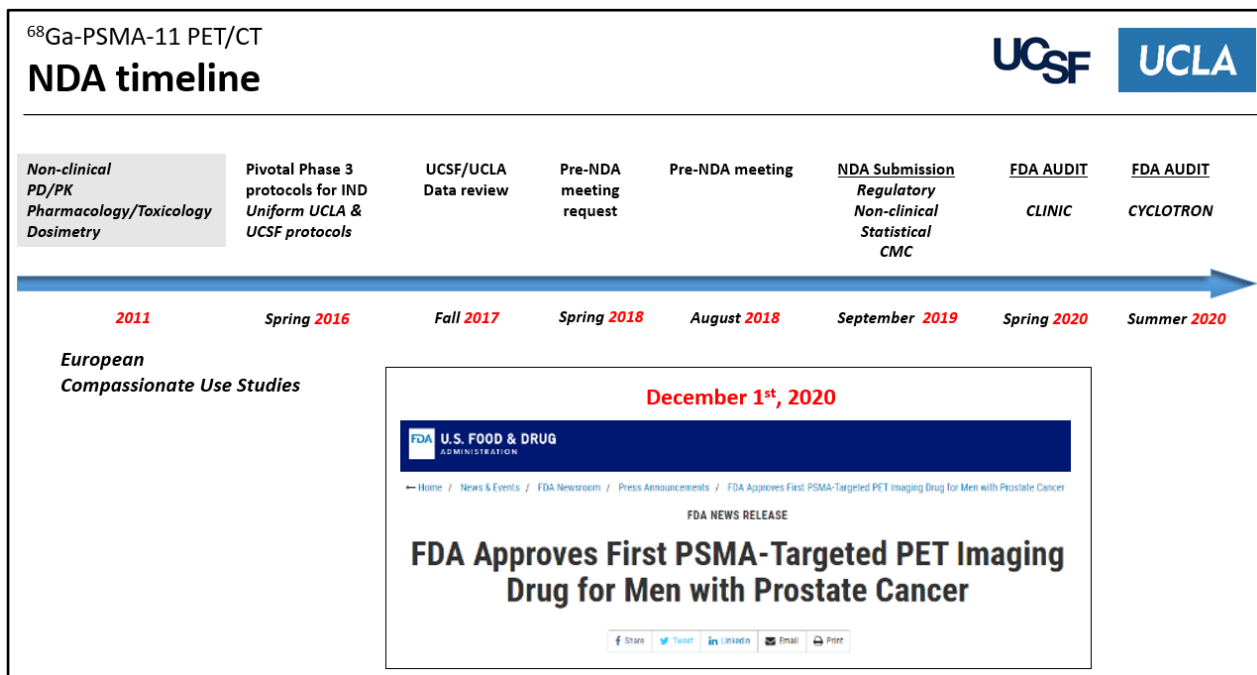 ⁶⁸Ga-PSMA-11 PET/CT
NDA timeline
UCSF
UCLA
Non-clinical
PD/PK
Pharmacology/Toxicology
Dosimetry
Pivotal Phase 3
protocols for IND
Uniform UCLA &
UCSF protocols
UCSF/UCLA
Data review
Pre-NDA
meeting
request
Pre-NDA meeting
NDA Submission
Regulatory
Non-clinical
Statistical
CMC
FDA AUDIT
CLINIC
FDA AUDIT
CYCLOTRON
2011
Spring 2016
Fall 2017
Spring 2018
August 2018
September 2019
Spring 2020
Summer 2020
European
Compassionate Use Studies
December 1ˢᵗ, 2020
FDA U.S. FOOD & DRUG
ADMINISTRATION
← Home / News & Events / FDA Newsroom / Press Announcements / FDA Approves First PSMA-Targeted PET Imaging Drug for Men with Prostate Cancer
FDA NEWS RELEASE
FDA Approves First PSMA-Targeted PET Imaging
Drug for Men with Prostate Cancer
f Share Tweet in Linkedin Email Print